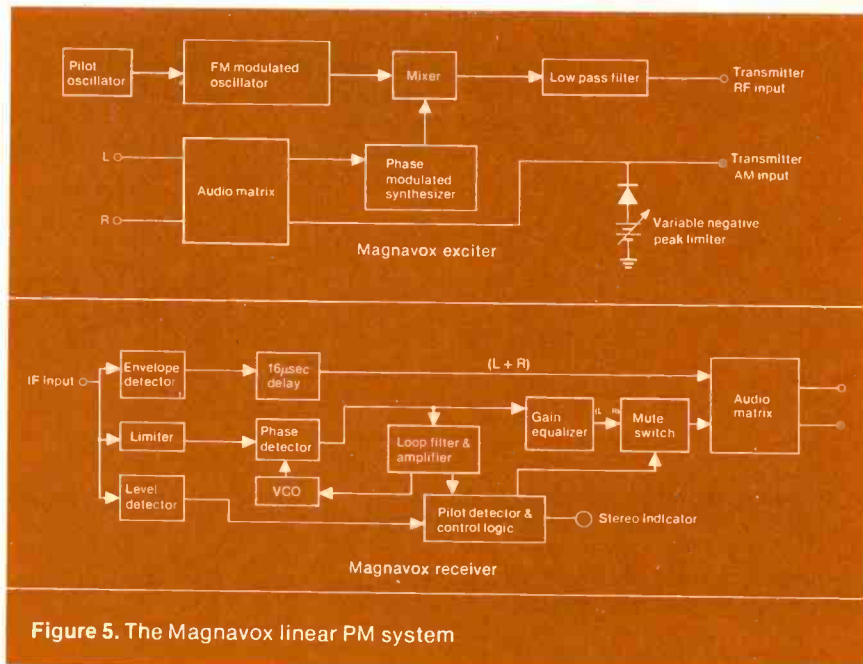 Pilot
oscillator
FM modulated
oscillator
Mixer
Low pass filter
Transmitter
RF input
L
R
Audio matrix
Phase
modulated
synthesizer
Transmitter
AM input
Variable negative
peak limiter
Magnavox exciter
IF Input
Envelope
detector
16μsec
delay
(L + R)
Audio
matrix
Limiter
Phase
detector
Loop filter &
amplifier
Gain
equalizer
(L R)
Mute
switch
Level
detector
VCO
Pilot detector &
control logic
Stereo indicator
Magnavox receiver
Figure 5. The Magnavox linear PM system